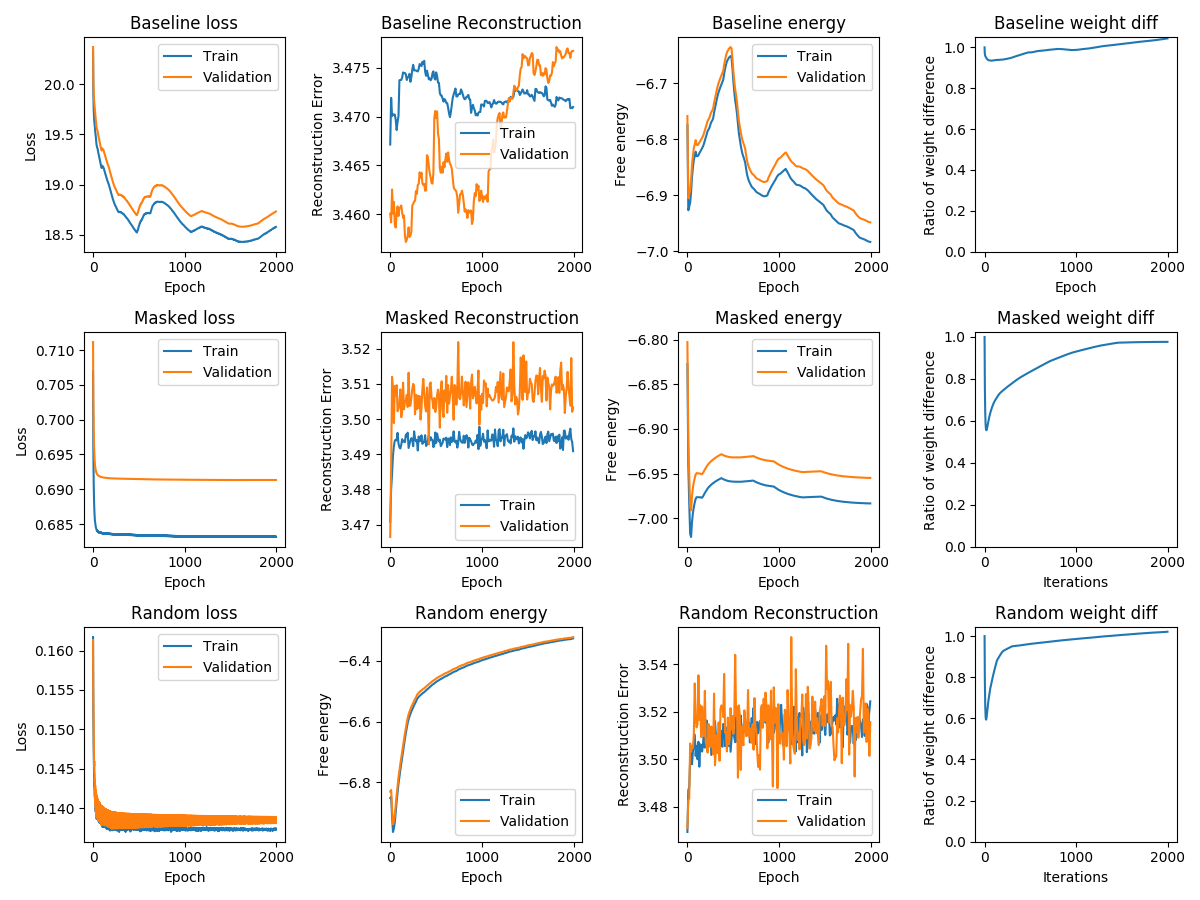 Baseline loss
Loss
20.0
19.5
19.0
18.5
0
1000
2000
Epoch
Train
Validation
Baseline Reconstruction
Reconstruction Error
3.475
3.470
3.465
3.460
0
1000
2000
Epoch
Train
Validation
Baseline energy
Free energy
−6.7
−6.8
−6.9
−7.0
0
1000
2000
Epoch
Train
Validation
Baseline weight diff
Ratio of weight difference
1.0
0.8
0.6
0.4
0.2
0.0
0
1000
2000
Epoch
Masked loss
Loss
0.710
0.705
0.700
0.695
0.690
0.685
0
1000
2000
Epoch
Train
Validation
Masked Reconstruction
Reconstruction Error
3.52
3.51
3.50
3.49
3.48
3.47
0
1000
2000
Epoch
Train
Validation
Masked energy
Free energy
−6.80
−6.85
−6.90
−6.95
−7.00
0
1000
2000
Epoch
Train
Validation
Masked weight diff
Ratio of weight difference
1.0
0.8
0.6
0.4
0.2
0.0
0
1000
2000
Iterations
Random loss
Loss
0.160
0.155
0.150
0.145
0.140
0
1000
2000
Epoch
Train
Validation
Random energy
Free energy
−6.4
−6.6
−6.8
0
1000
2000
Epoch
Train
Validation
Random Reconstruction
Reconstruction Error
3.54
3.52
3.50
3.48
0
1000
2000
Epoch
Train
Validation
Random weight diff
Ratio of weight difference
1.0
0.8
0.6
0.4
0.2
0.0
0
1000
2000
Iterations